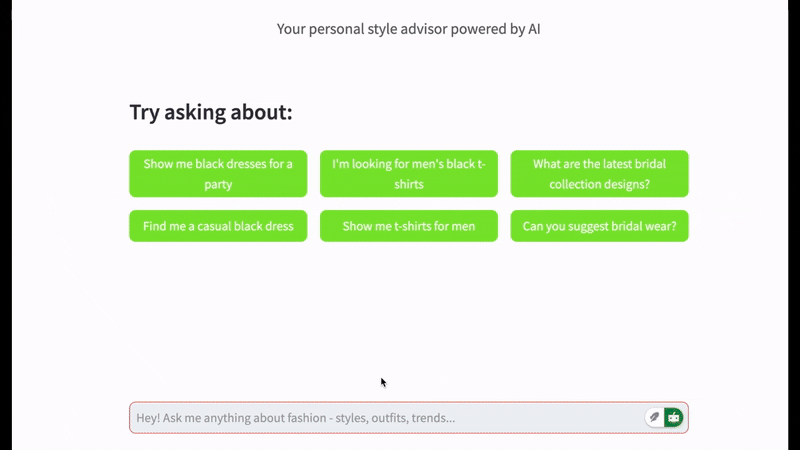 Your personal style advisor powered by AI
Try asking about:
Show me black dresses for a
party
I'm looking for men's black t-
shirts
What are the latest bridal
collection designs?
Find me a casual black dress
Show me t-shirts for men
Can you suggest bridal wear?
Hey! Ask me anything about fashion - styles, outfits, trends...